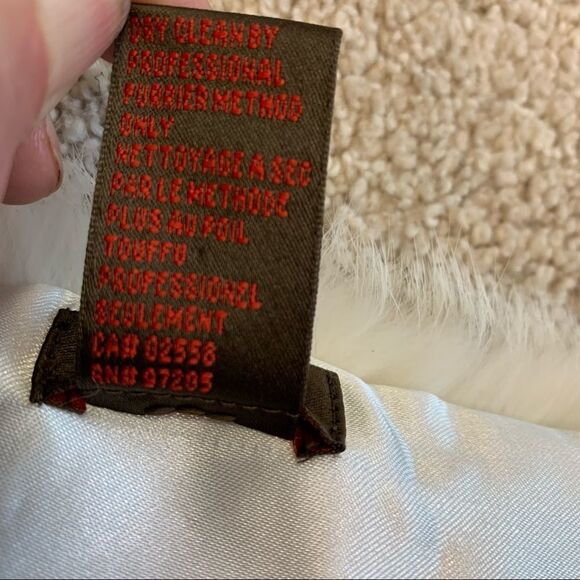 DRY CLEAN BY
PROFESSIONAL
FURRIER METHOD
ONLY
NETTOYAGE A SEC
PAR LE METHODE
PLUS AU POIL
TOUFFU
PROFESSIONEL
SEULEMENT
CA# 02558
RN# 97205